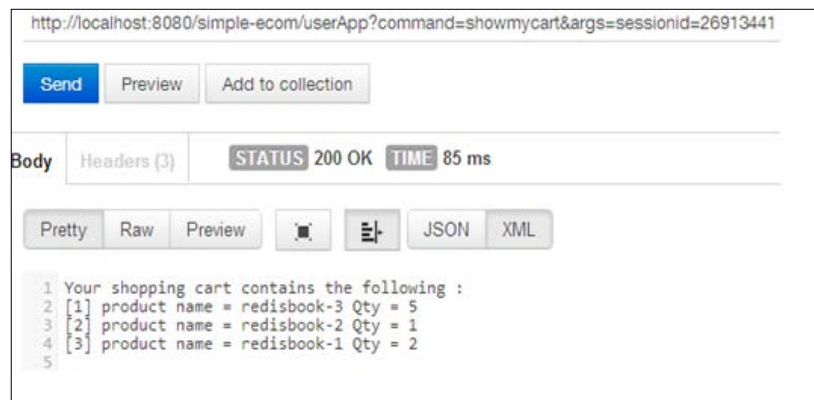 http://localhost:8080/simple-ecom/userApp?command=showmycart&args=sessionid=26913441
Send Preview Add to collection
Body Headers (3) STATUS 200 OK TIME 85 ms
Pretty Raw Preview JSON XML
1 Your shopping cart contains the following :
2 [1] product name = redisbook-3 Qty = 5
3 [2] product name = redisbook-2 Qty = 1
4 [3] product name = redisbook-1 Qty = 2
5